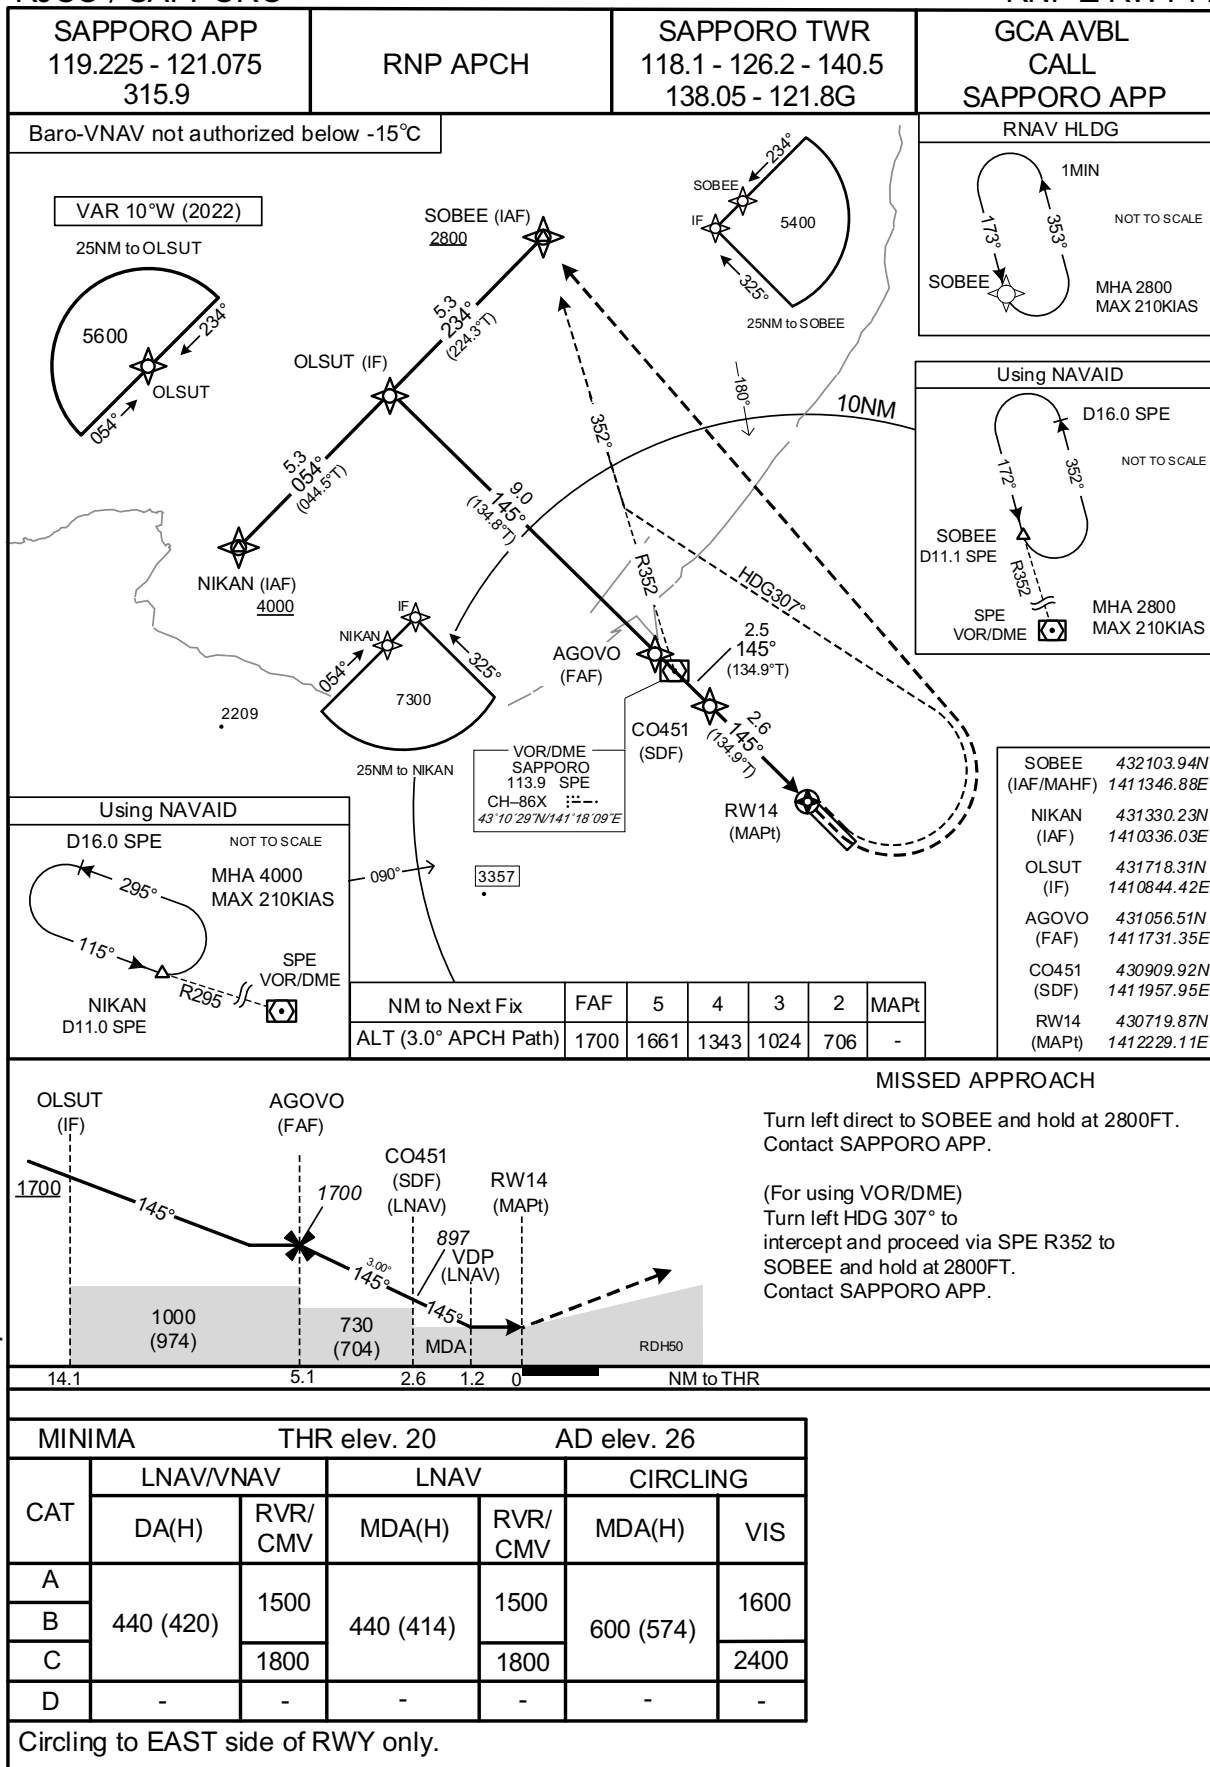 SAPPORO APP
119.225 - 121.075
315.9
RNP APCH
SAPPORO TWR
118.1 - 126.2 - 140.5
138.05 - 121.8G
GCA AVBL
CALL
SAPPORO APP
Baro-VNAV not authorized below -15°C
VAR 10°W (2022)
25NM to OLSUT
5600
234°
054°
OLSUT
SOBEE (IAF)
2800
5.3
234°
(224.3°T)
OLSUT (IF)
5.3
054°
(044.5°T)
NIKAN (IAF)
4000
9.0
145°
(134.8°T)
234°
SOBEE
IF
5400
325°
25NM to SOBEE
180°
10NM
352°
R352
HDG307°
RNAV HLDG
1MIN
173°
353°
NOT TO SCALE
SOBEE
MHA 2800
MAX 210KIAS
Using NAVAID
D16.0 SPE
NOT TO SCALE
172°
352°
SOBEE
D11.1 SPE
R352
SPE
VOR/DME
MHA 2800
MAX 210KIAS
IF
NIKAN
054°
325°
7300
25NM to NIKAN
2209
AGOVO
(FAF)
2.5
145°
(134.9°T)
CO451
(SDF)
2.6
145°
(134.9°T)
RW14
(MAPt)
VOR/DME
SAPPORO
113.9 SPE
CH–86X
43°10'29"N/141°18'09"E
090°
3357
Using NAVAID
D16.0 SPE
NOT TO SCALE
295°
MHA 4000
MAX 210KIAS
115°
SPE
VOR/DME
R295
NIKAN
D11.0 SPE
SOBEE 432103.94N
(IAF/MAHF) 1411346.88E
NIKAN 431330.23N
(IAF) 1410336.03E
OLSUT 431718.31N
(IF) 1410844.42E
AGOVO 431056.51N
(FAF) 1411731.35E
CO451 430909.92N
(SDF) 1411957.95E
RW14 430719.87N
(MAPt) 1412229.11E
NM to Next Fix FAF 5 4 3 2 MAPt
ALT (3.0° APCH Path) 1700 1661 1343 1024 706 -
OLSUT
(IF)
AGOVO
(FAF)
CO451
(SDF)
(LNAV)
RW14
(MAPt)
1700
145°
1700
3.00°
145°
897
VDP
(LNAV)
145°
1000
(974)
730
(704)
MDA
RDH50
14.1 5.1 2.6 1.2 0 NM to THR
MISSED APPROACH
Turn left direct to SOBEE and hold at 2800FT.
Contact SAPPORO APP.
(For using VOR/DME)
Turn left HDG 307° to
intercept and proceed via SPE R352 to
SOBEE and hold at 2800FT.
Contact SAPPORO APP.
MINIMA THR elev. 20 AD elev. 26
CAT LNAV/VNAV LNAV CIRCLING
DA(H) RVR/CMV MDA(H) RVR/CMV MDA(H) VIS
A
B
440 (420) 1500 440 (414) 1500 600 (574) 1600
C 1800 1800 2400
D - - - - - -
Circling to EAST side of RWY only.